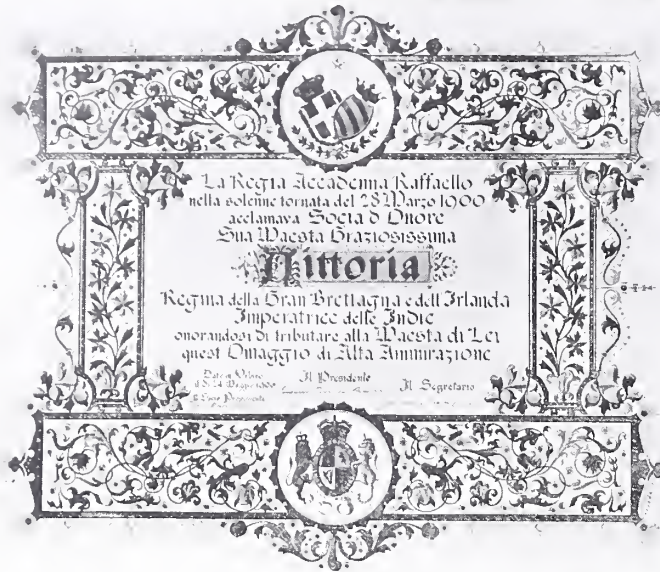 La Regia Accademia Raffaello
nella solenne tornata del 28 Marzo 1900
acclamava Socia d'Onore
Sua Maesta Graziosissima
Vittoria
Regina della Gran Brettagna e dell'Irlanda
Imperatrice delle Indie
onorandosi di tributare alla Maesta di Lei
quest'Omaggio di Alta Ammirazione
Il Presidente
Il Segretario